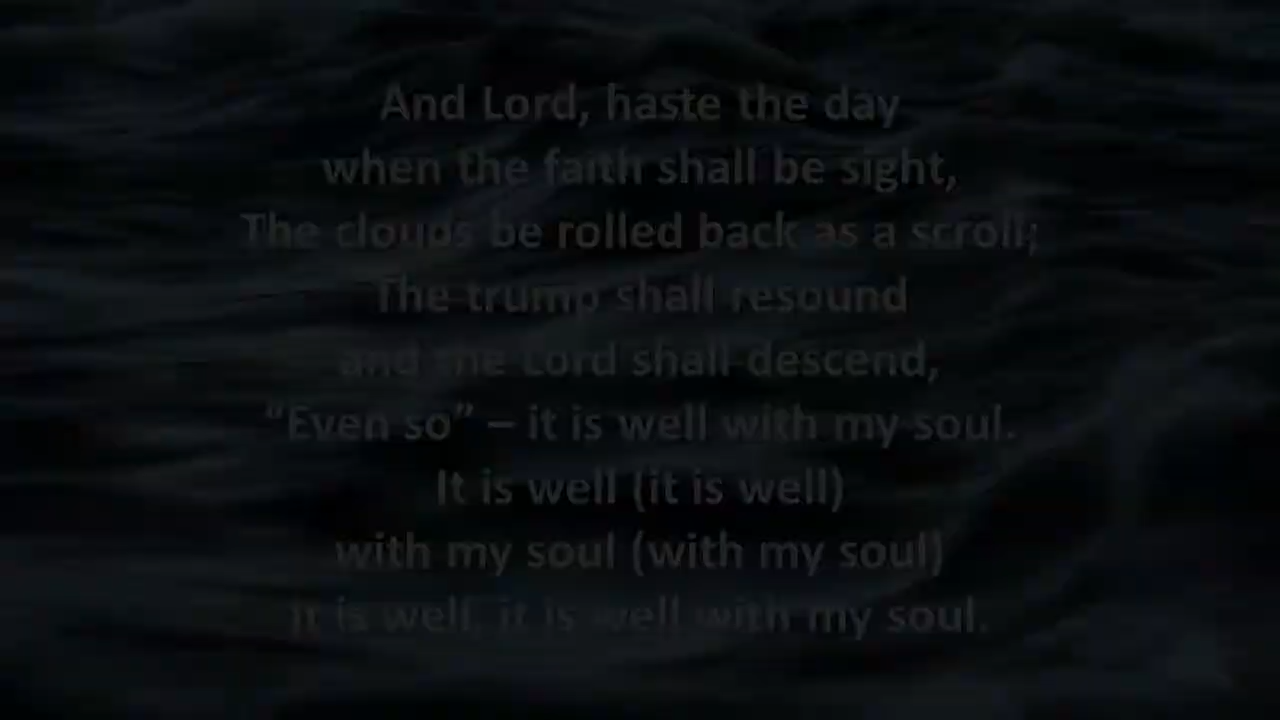 And Lord, haste the day
when the faith shall be sight,
The clouds be rolled back as a scroll;
The trump shall resound
and the Lord shall descend,
“Even so” – it is well with my soul.
It is well (it is well)
with my soul (with my soul)
It is well, it is well with my soul.